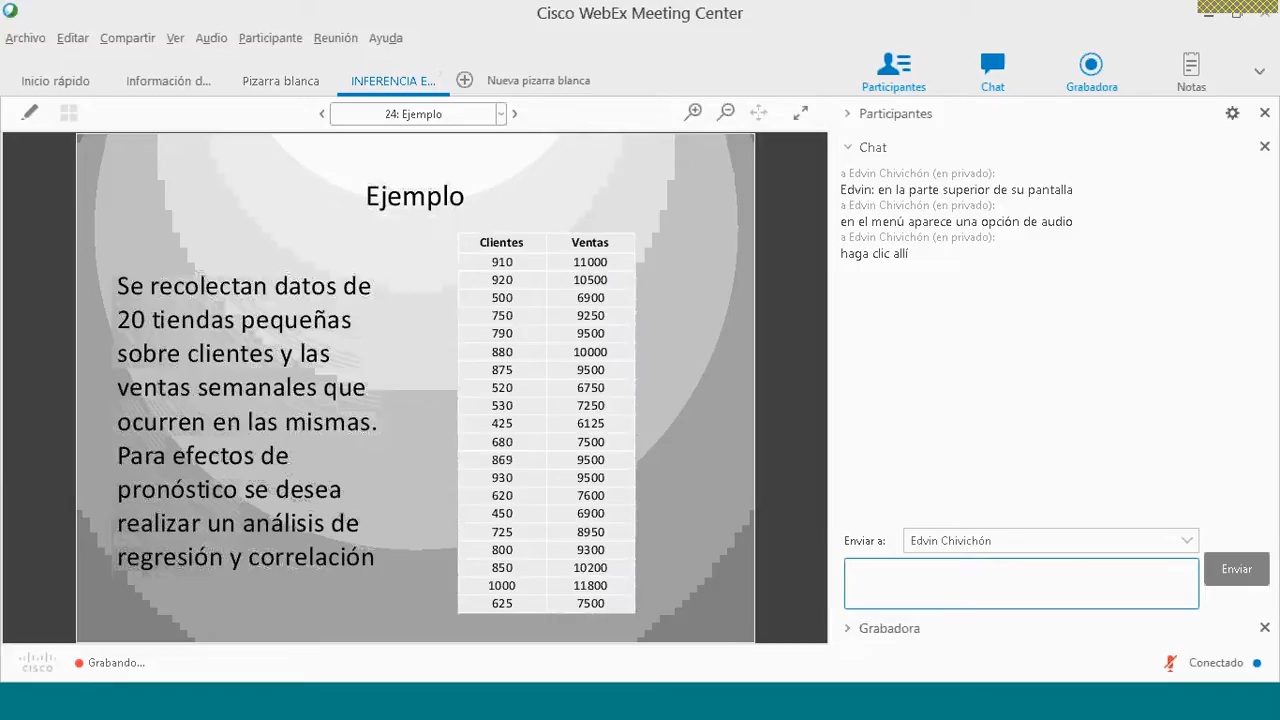 Cisco WebEx Meeting Center
Archivo Editar Compartir Ver Audio Participante Reunión Ayuda
Inicio rápido Información d... Pizarra blanca INFERENCIA E... Nueva pizarra blanca
Participantes Chat Grabadora Notas
24: Ejemplo
Participantes
Chat
a Edvin Chivichón (en privado):
Edvin: en la parte superior de su pantalla
a Edvin Chivichón (en privado):
en el menú aparece una opción de audio
a Edvin Chivichón (en privado):
haga clic allí
Ejemplo
Se recolectan datos de
20 tiendas pequeñas
sobre clientes y las
ventas semanales que
ocurren en las mismas.
Para efectos de
pronóstico se desea
realizar un análisis de
regresión y correlación
Clientes Ventas
910 11000
920 10500
500 6900
750 9250
790 9500
880 10000
875 9500
520 6750
530 7250
425 6125
680 7500
869 9500
930 9500
620 7600
450 6900
725 8950
800 9300
850 10200
1000 11800
625 7500
Enviar a: Edvin Chivichón
Enviar
Grabadora
CISCO Grabando...
Conectado